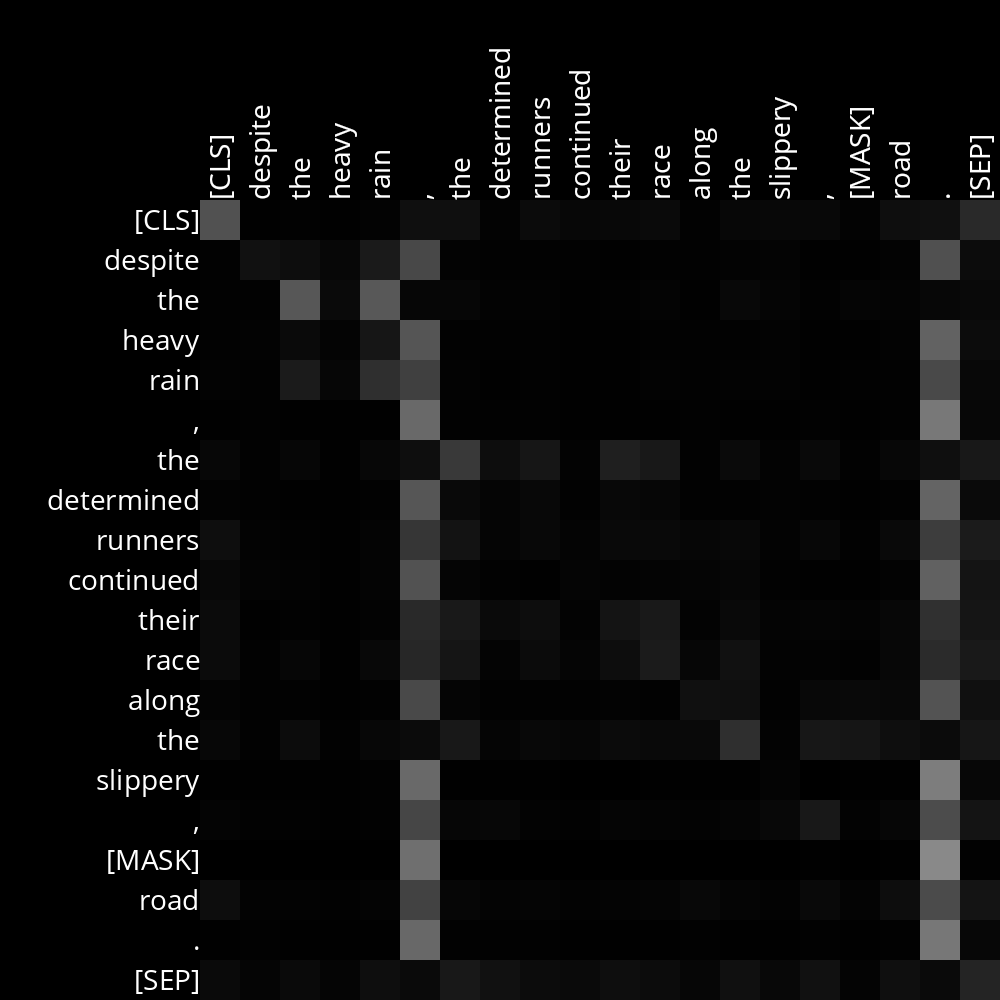 [CLS] despite the heavy rain , the determined runners continued their race along the slippery , [MASK] road . [SEP]
[CLS]
despite
the
heavy
rain
,
the
determined
runners
continued
their
race
along
the
slippery
,
[MASK]
road
.
[SEP]